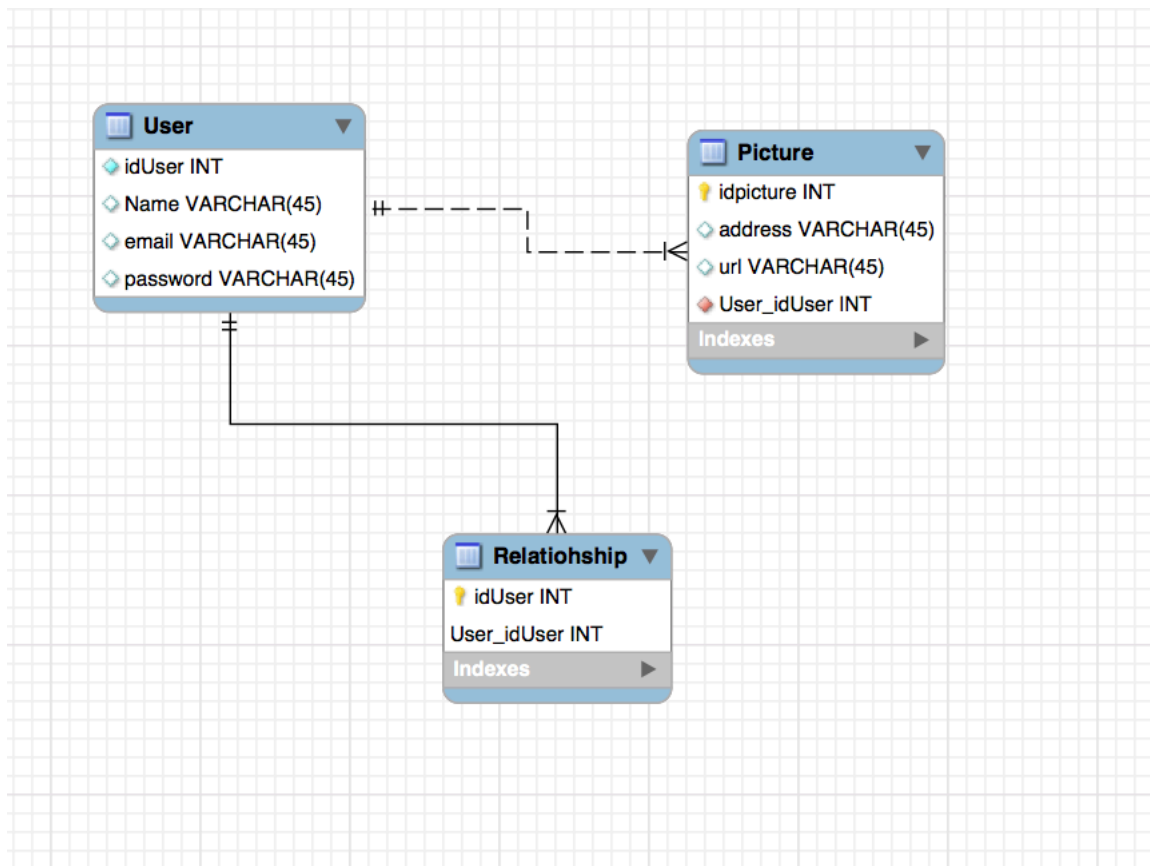 User
idUser INT
Name VARCHAR(45)
email VARCHAR(45)
password VARCHAR(45)
Picture
idpicture INT
address VARCHAR(45)
url VARCHAR(45)
User_idUser INT
Indexes
Relatiohship
idUser INT
User_idUser INT
Indexes